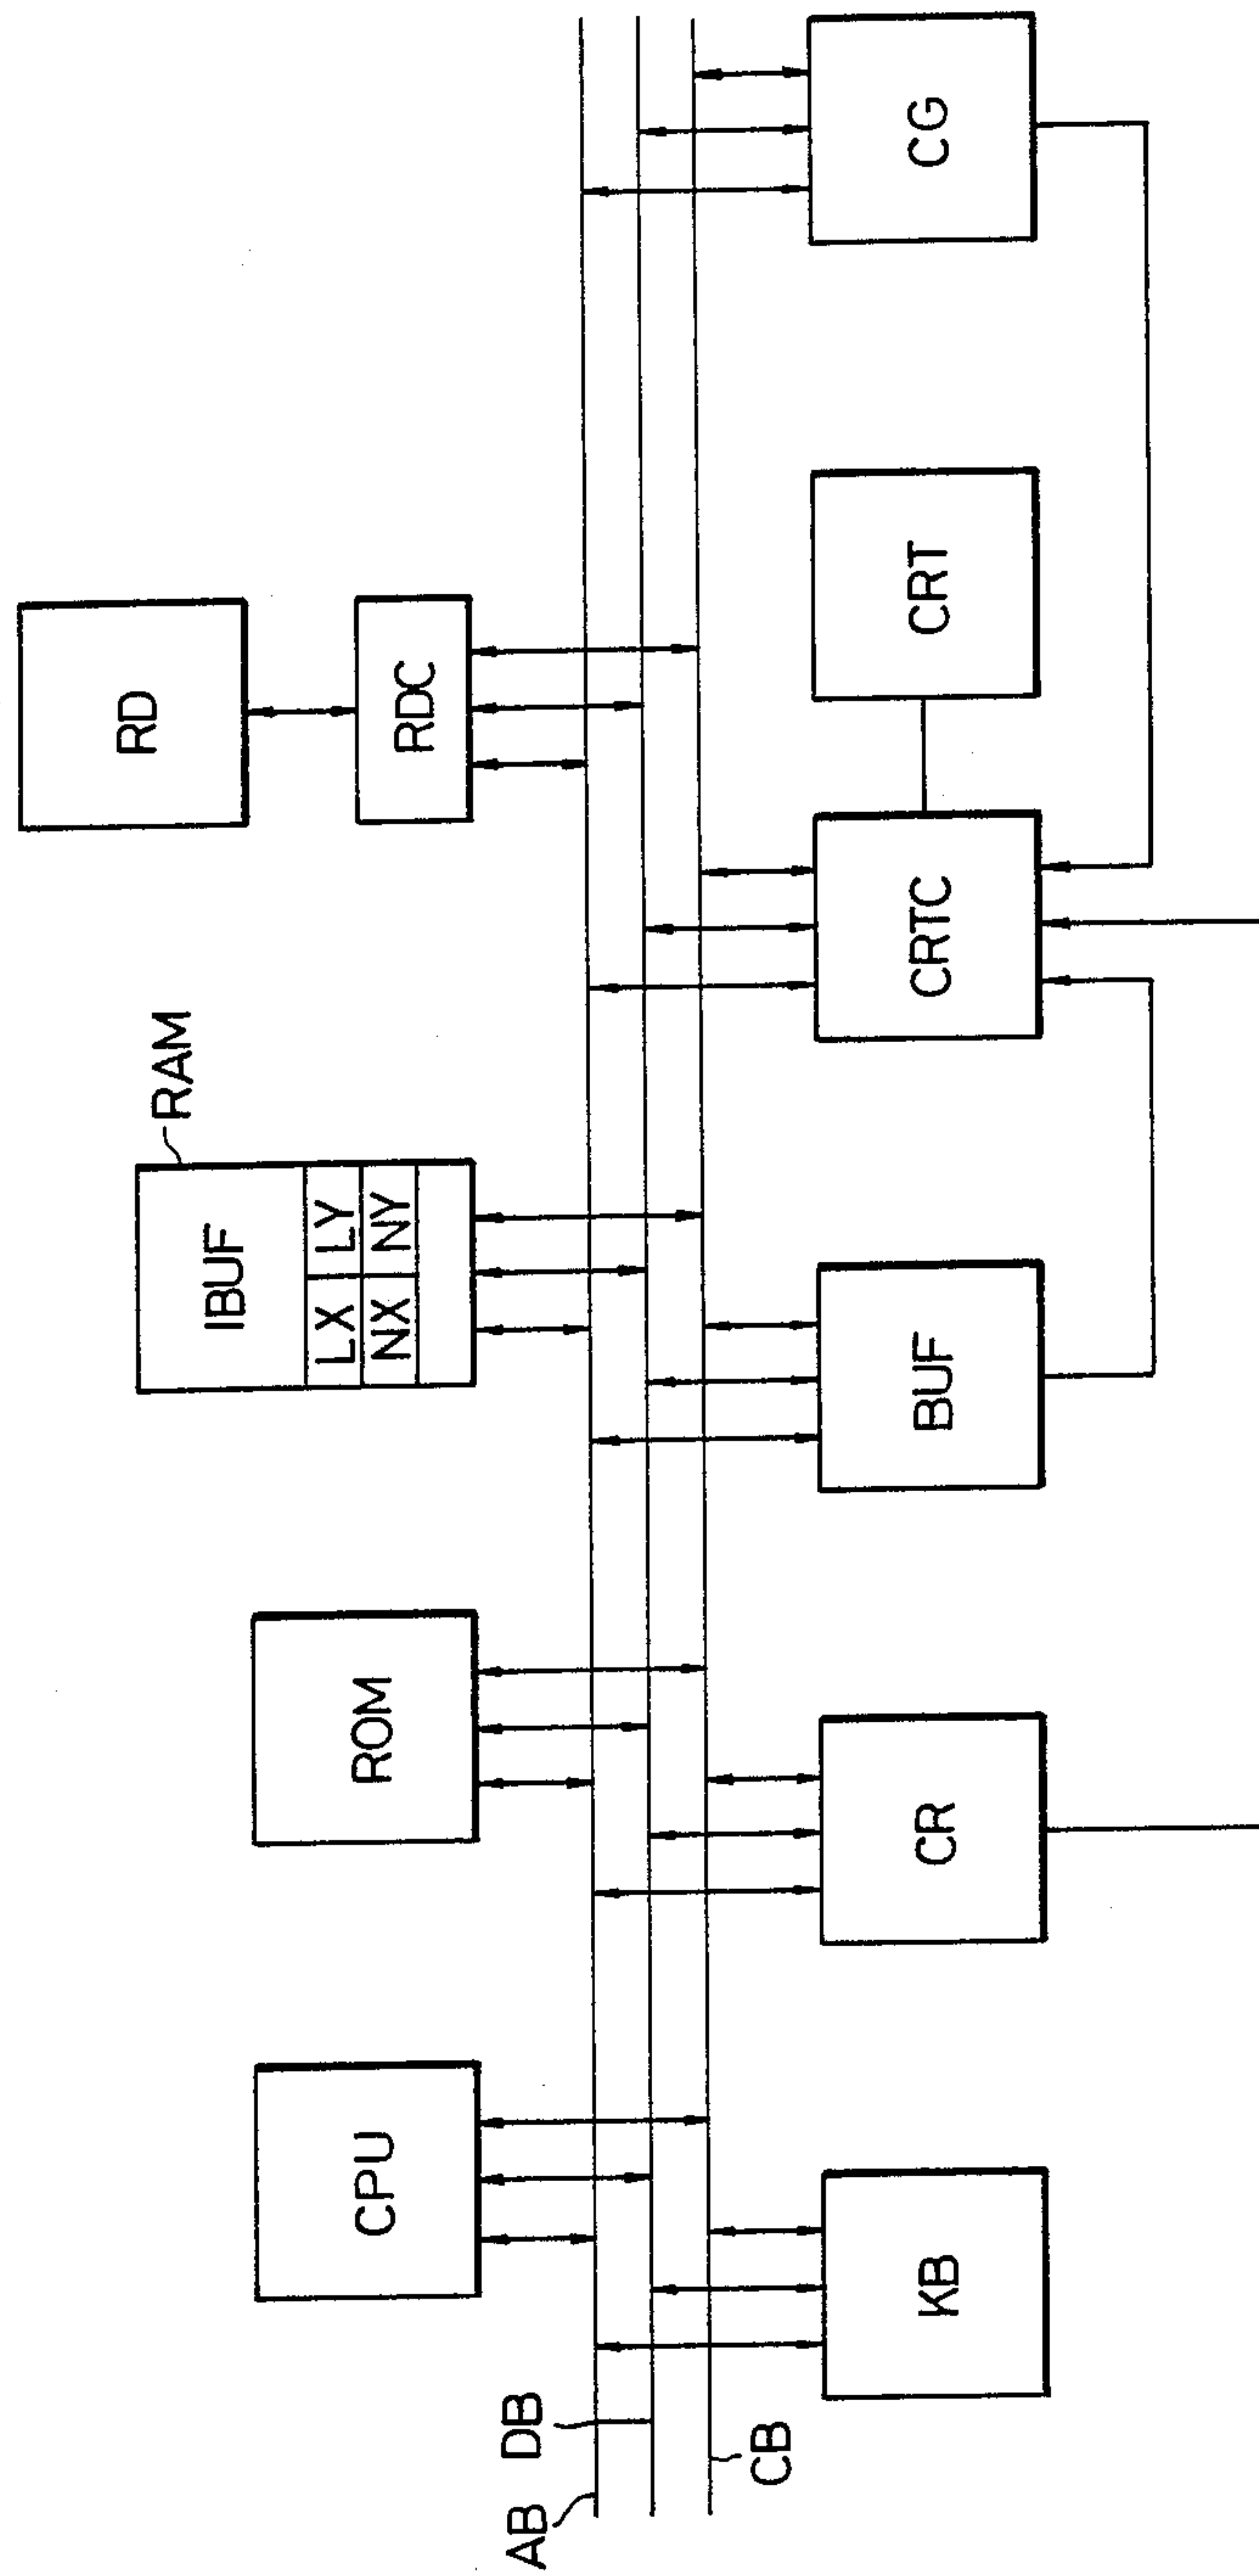 RD
RAM
RDC
IBUF
LX LY
NX NY
ROM
CPU
AB
DB
CB
KB
CR
BUF
CRTC
CRT
CG